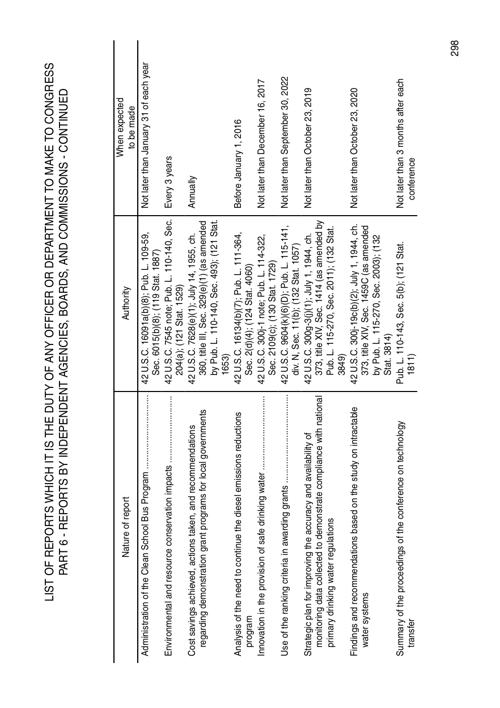 LIST OF REPORTS WHICH IT IS THE DUTY OF ANY OFFICER OR DEPARTMENT TO MAKE TO CONGRESS
PART 6 - REPORTS BY INDEPENDENT AGENCIES, BOARDS, AND COMMISSIONS - CONTINUED
Nature of report
Authority
When expected
to be made
Administration of the Clean School Bus Program ........................
42 U.S.C. 16091a(b)(8); Pub. L. 109-59,
Sec. 6015(b)(8); (119 Stat. 1887)
Not later than January 31 of each year
Environmental and resource conservation impacts ......................
42 U.S.C. 7545 note; Pub. L. 110-140, Sec.
204(a); (121 Stat. 1529)
Every 3 years
Cost savings achieved, actions taken, and recommendations
regarding demonstration grant programs for local governments
42 U.S.C. 7628(e)(1); July 14, 1955, ch.
360, title III, Sec. 329(e)(1) (as amended
by Pub. L. 110-140, Sec. 493); (121 Stat.
1653)
Annually
Analysis of the need to continue the diesel emissions reductions
program
42 U.S.C. 16134(b)(7); Pub. L. 111-364,
Sec. 2(d)(4); (124 Stat. 4060)
Before January 1, 2016
Innovation in the provision of safe drinking water ........................
42 U.S.C. 300j-1 note; Pub. L. 114-322,
Sec. 2109(c); (130 Stat. 1729)
Not later than December 16, 2017
Use of the ranking criteria in awarding grants ..............................
42 U.S.C. 9604(k)(6)(D); Pub. L. 115-141,
div. N, Sec. 11(b); (132 Stat. 1057)
Not later than September 30, 2022
Strategic plan for improving the accuracy and availability of
monitoring data collected to demonstrate compliance with national
primary drinking water regulations
42 U.S.C. 300g-3(j)(1); July 1, 1944, ch.
373, title XIV, Sec. 1414 (as amended by
Pub. L. 115-270, Sec. 2011); (132 Stat.
3849)
Not later than October 23, 2019
Findings and recommendations based on the study on intractable
water systems
42 U.S.C. 300j-19c(b)(2); July 1, 1944, ch.
373, title XIV, Sec. 1459C (as amended
by Pub. L. 115-270, Sec. 2003); (132
Stat. 3814)
Not later than October 23, 2020
Summary of the proceedings of the conference on technology
transfer
Pub. L. 110-143, Sec. 5(b); (121 Stat.
1811)
Not later than 3 months after each
conference
298